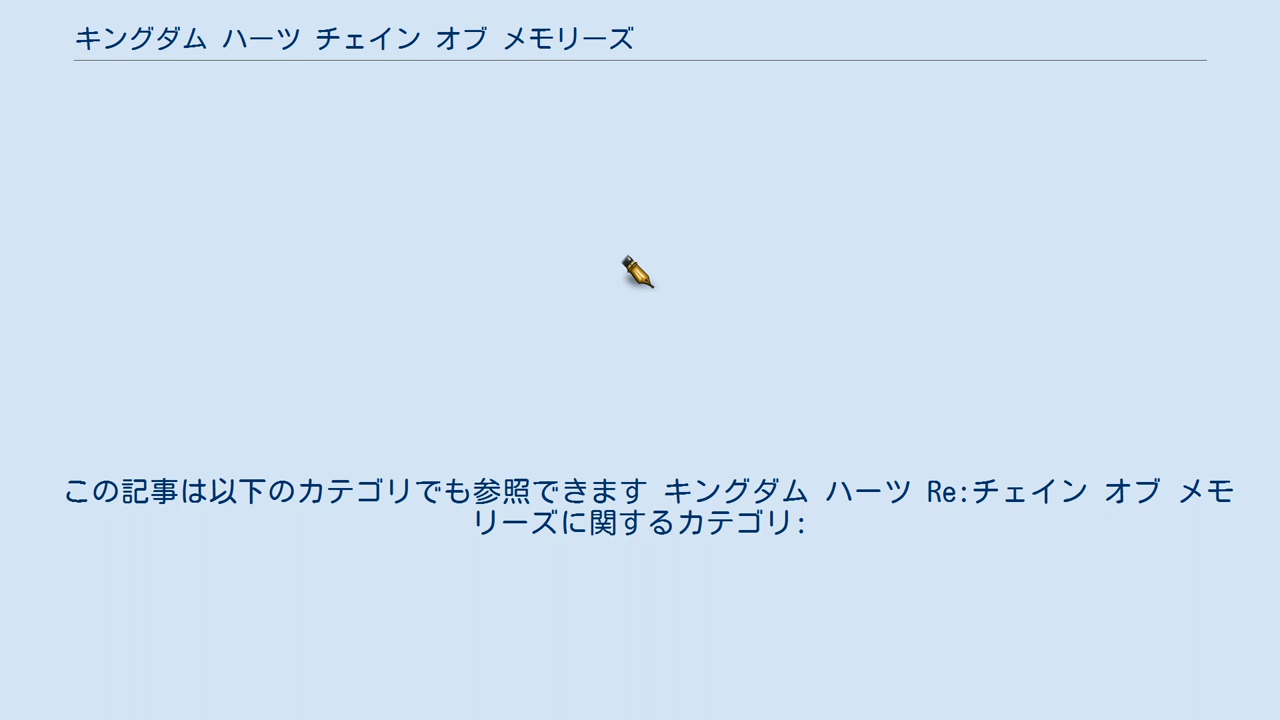 キングダム ハーツ チェイン オブ メモリーズ
この記事は以下のカテゴリでも参照できます キングダム ハーツ Re:チェイン オブ メモ
リーズに関するカテゴリ: